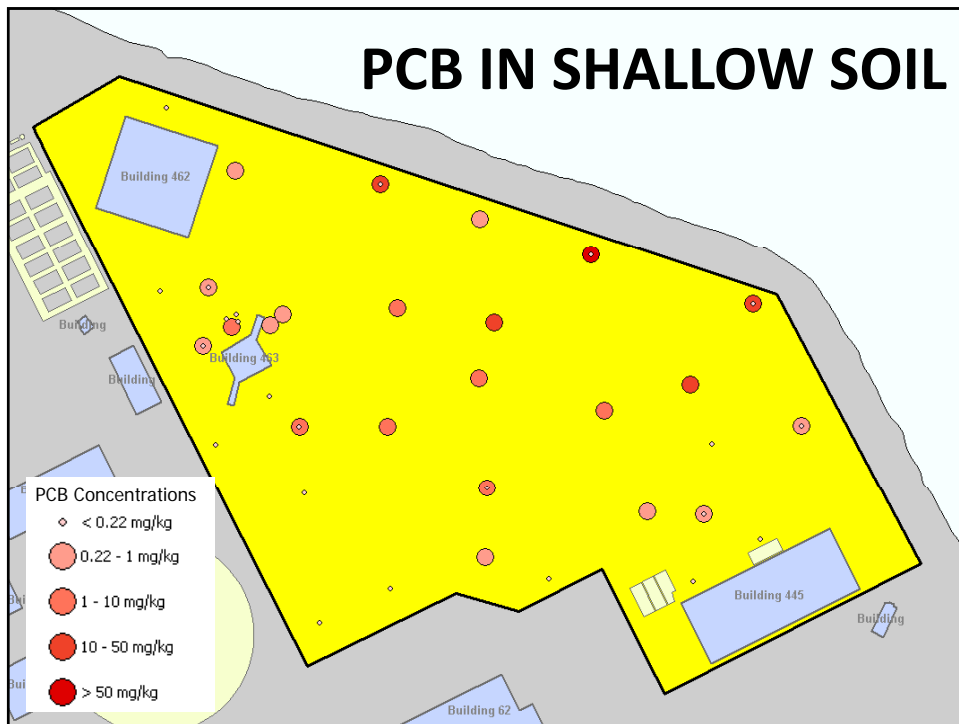 PCB IN SHALLOW SOIL
Building 462
Building
Building 463
Building
PCB Concentrations
< 0.22 mg/kg
0.22 - 1 mg/kg
1 - 10 mg/kg
10 - 50 mg/kg
> 50 mg/kg
Building 445
Building
Building 62